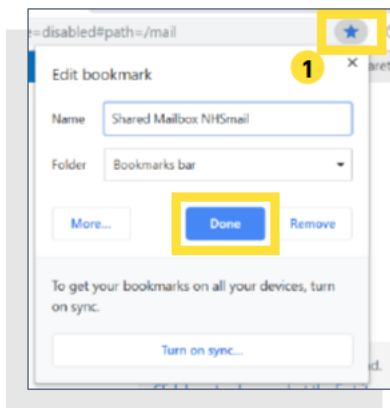 =disabled#path=/mail
1
Edit bookmark
Name Shared Mailbox NHSmail
Folder Bookmarks bar
More... Done Remove
To get your bookmarks on all your devices, turn
on sync.
Turn on sync...